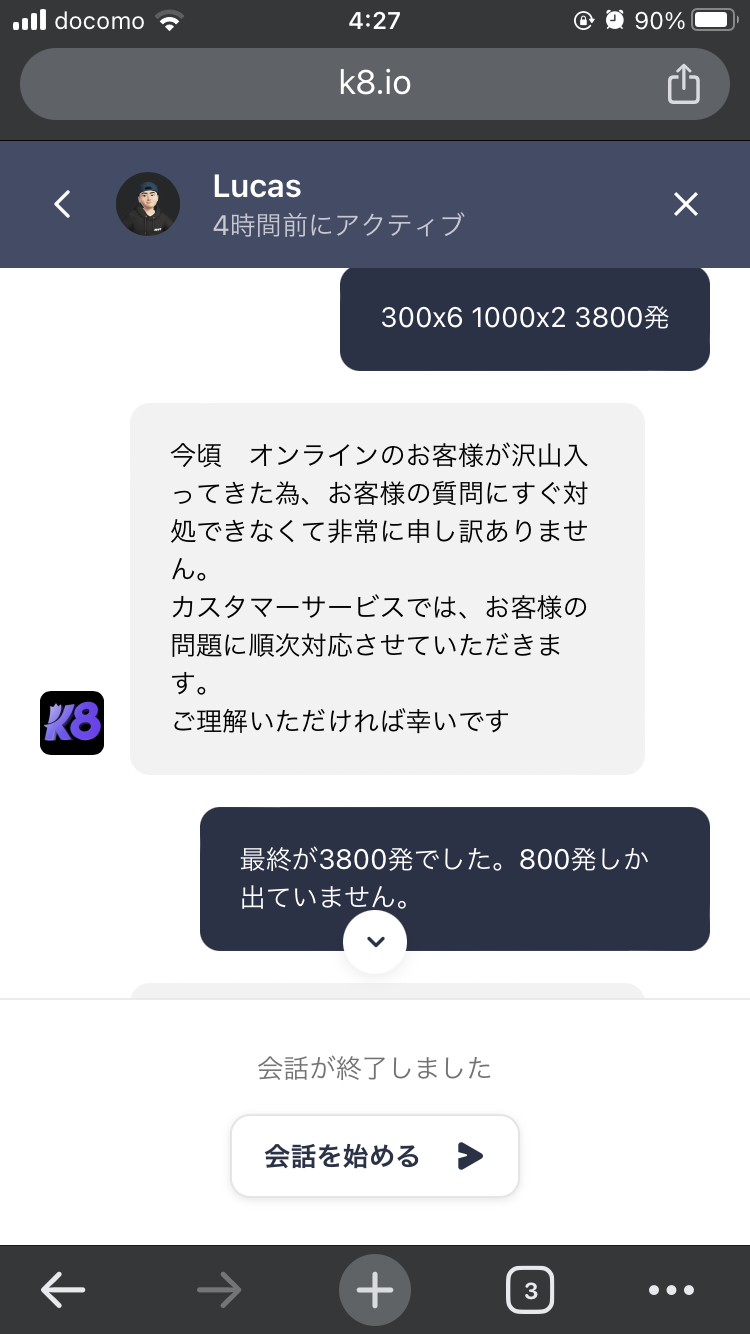 docomo 4:27 90%
k8.io
Lucas
4時間前にアクティブ
300x6 1000x2 3800発
今頃　オンラインのお客様が沢山入
ってきた為、お客様の質問にすぐ対
処できなくて非常に申し訳ありませ
ん。
カスタマーサービスでは、お客様の
問題に順次対応させていただきま
す。
ご理解いただければ幸いです
K8
最終が3800発でした。800発しか
出ていません。
会話が終了しました
会話を始める
3